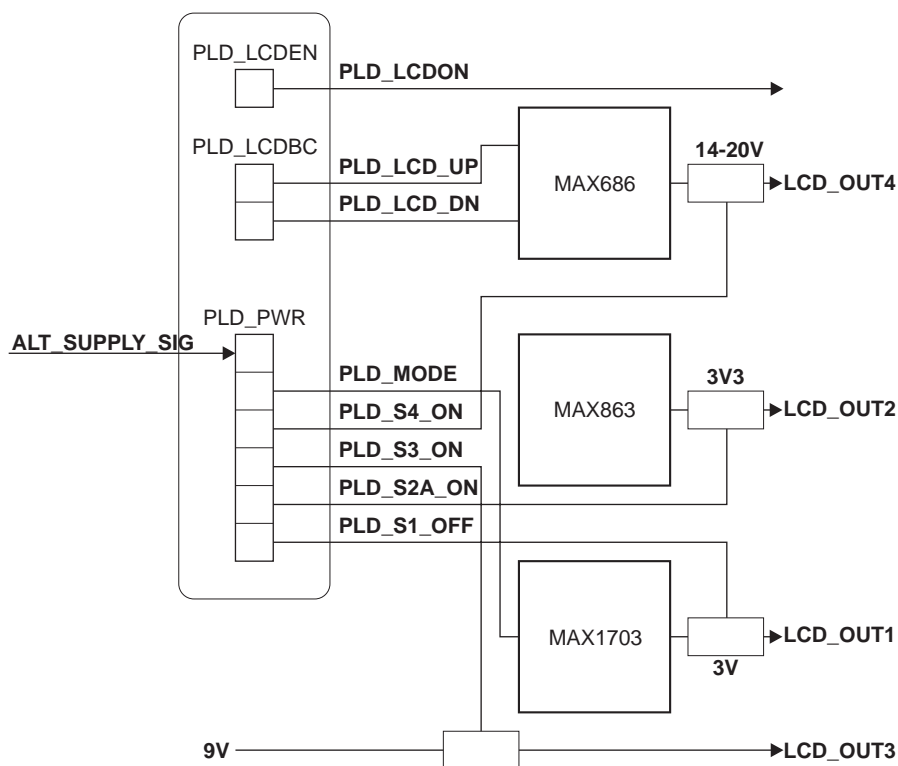 PLD_LCDEN
PLD_LCDON
PLD_LCDBC
PLD_LCD_UP
PLD_LCD_DN
MAX686
14-20V
LCD_OUT4
PLD_PWR
ALT_SUPPLY_SIG
PLD_MODE
PLD_S4_ON
PLD_S3_ON
PLD_S2A_ON
PLD_S1_OFF
MAX863
3V3
LCD_OUT2
MAX1703
LCD_OUT1
3V
9V
LCD_OUT3